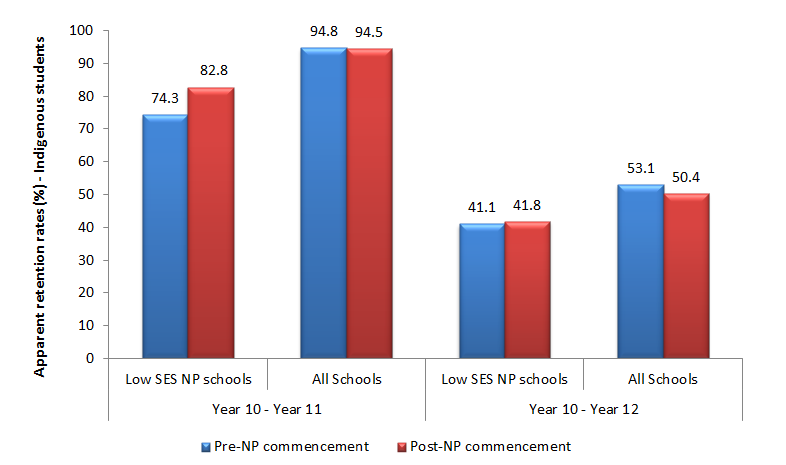 Apparent retention rates (%) - Indigenous students
100
90
80
70
60
50
40
30
20
10
0
74.3
82.8
94.8
94.5
41.1
41.8
53.1
50.4
Low SES NP schools
All Schools
Low SES NP schools
All Schools
Year 10 - Year 11
Year 10 - Year 12
Pre-NP commencement
Post-NP commencement